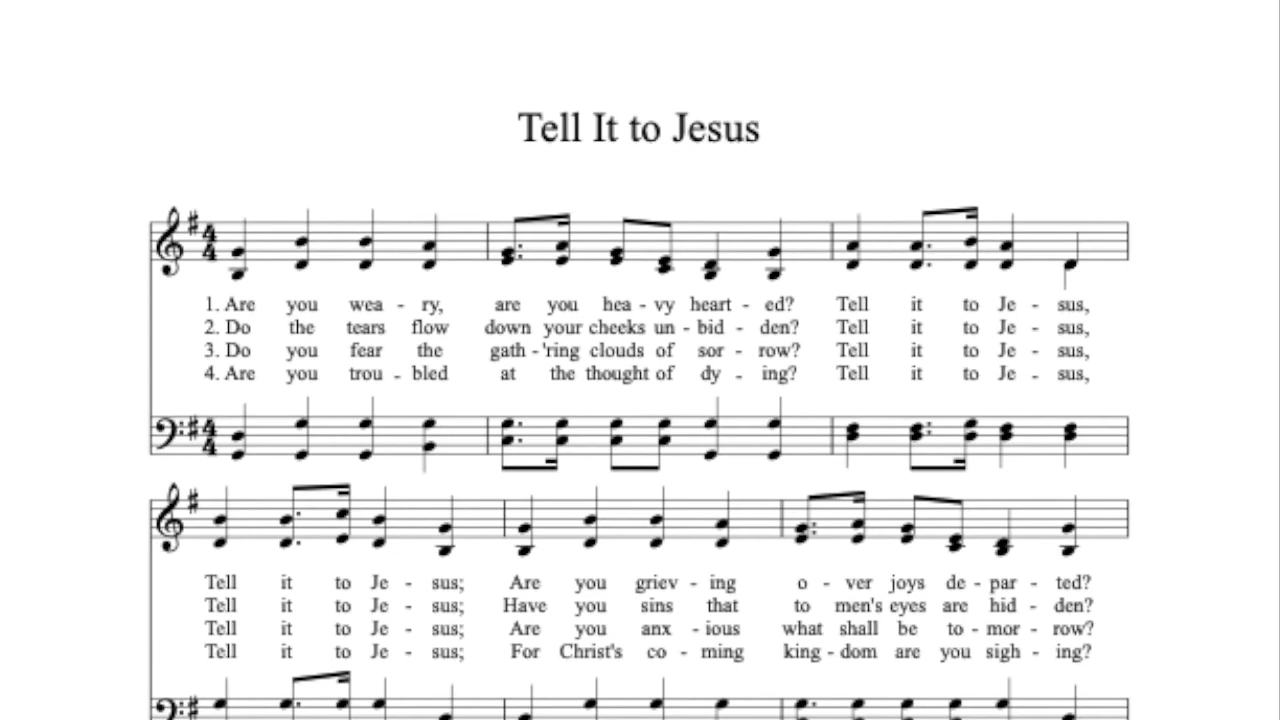 Tell It to Jesus
1. Are you wea - ry, are you hea - vy heart - ed? Tell it to Je - sus,
2. Do the tears flow down your cheeks un - bid - den? Tell it to Je - sus,
3. Do you fear the gath - 'ring clouds of sor - row? Tell it to Je - sus,
4. Are you trou - bled at the thought of dy - ing? Tell it to Je - sus,
Tell it to Je - sus; Are you griev - ing o - ver joys de - par - ted?
Tell it to Je - sus; Have you sins that to men's eyes are hid - den?
Tell it to Je - sus; Are you anx - ious what shall be to - mor - row?
Tell it to Je - sus; For Christ's co - ming king - dom are you sigh - ing?